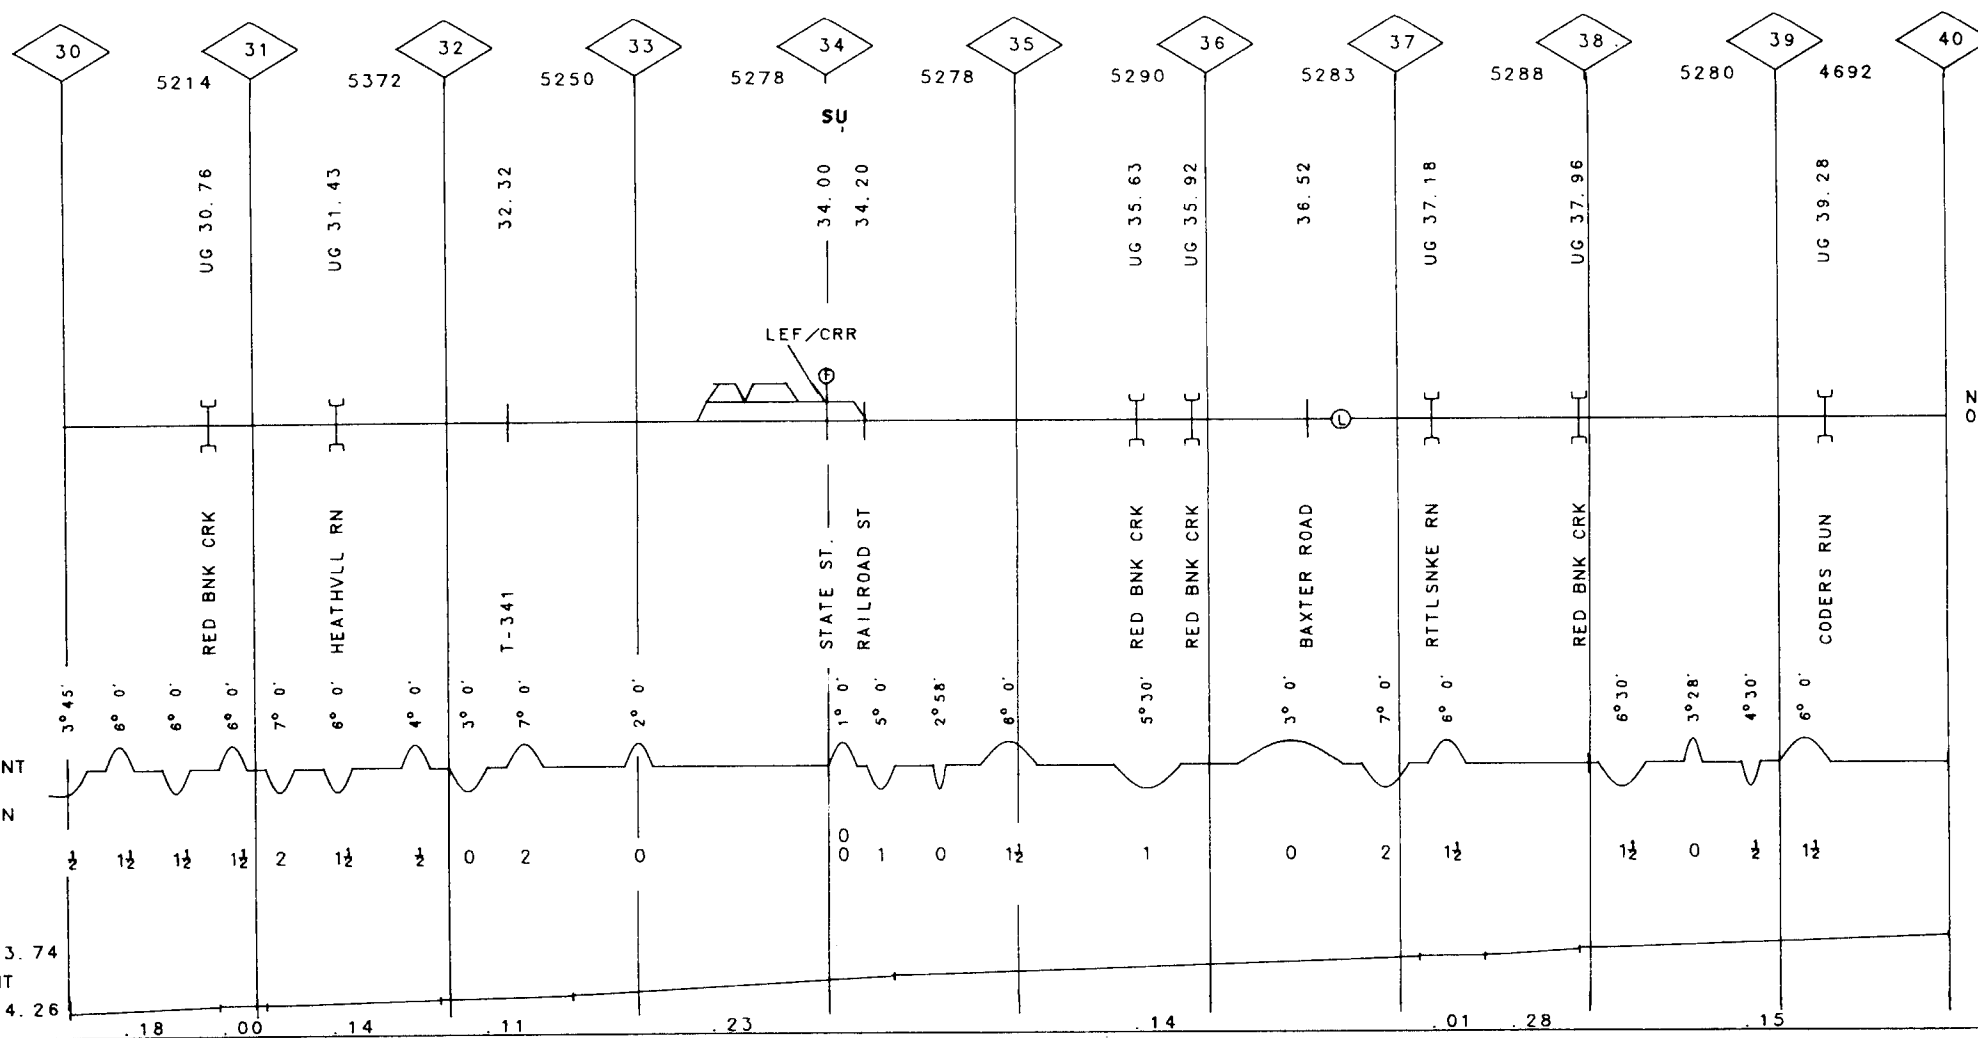 30 31 32 33 34 35 36 37 38 39 40
5214 5372 5250 5278 5278 5290 5283 5288 5280 4692
SU
UG 30.76
UG 31.43
32.32
34.00
34.20
UG 35.63
UG 35.92
36.52
UG 37.18
UG 37.96
UG 39.28
LEF/CRR
F
L
N
O
RED BNK CRK
HEATHVLL RN
T-341
STATE ST.
RAILROAD ST
RED BNK CRK
RED BNK CRK
BAXTER ROAD
RTTLSNKE RN
RED BNK CRK
CODERS RUN
3°45' 6° 0' 6° 0' 6° 0' 7° 0' 6° 0' 4° 0' 3° 0' 7° 0' 2° 0' 1° 0' 5° 0' 2°58' 0' 5°30' 3° 0' 7° 0' 6° 0' 6°30' 3°28' 4°30' 6° 0'
NT
N
0
½ 1½ 1½ 1½ 2 1½ ½ 0 2 0 0 1 0 1½ 1 0 2 1½ 1½ 0 ½ 1½
3.74
NT
4.26
.18 .00 .14 .11 .23 .14 .01 .28 .15